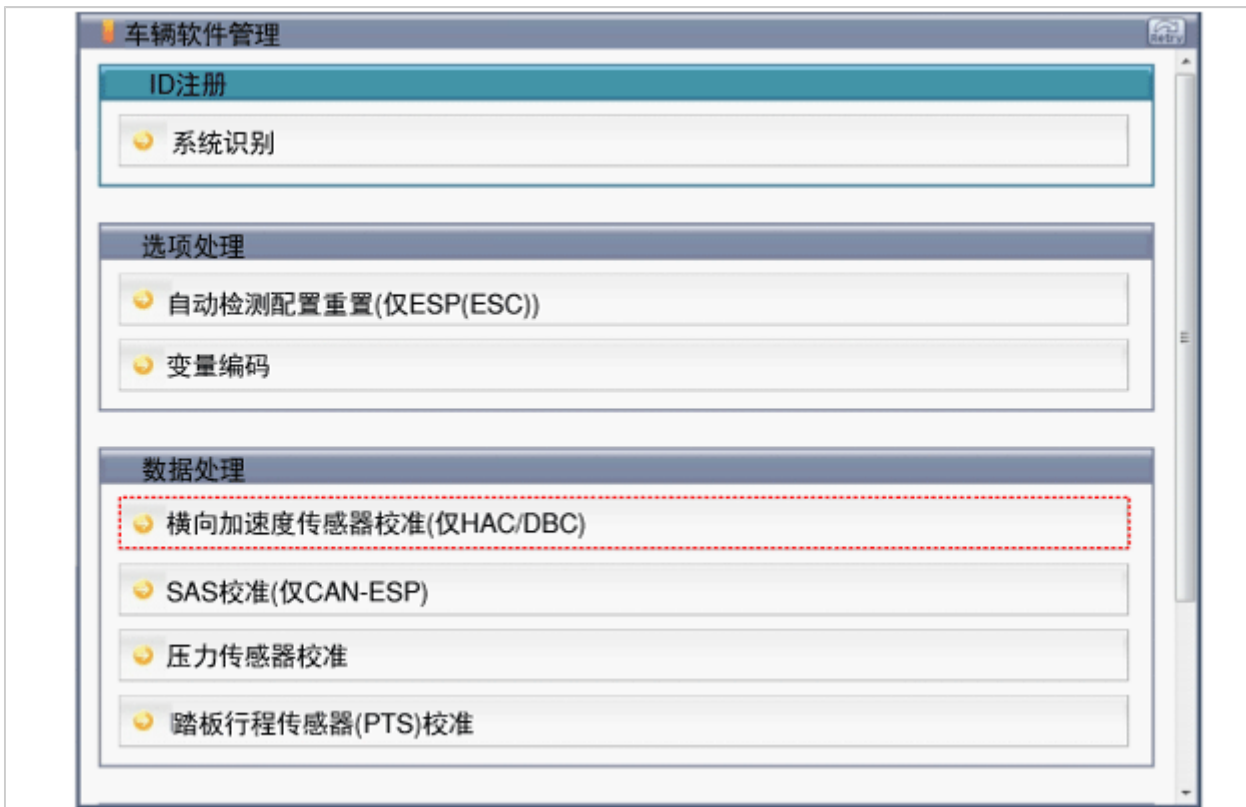 车辆软件管理
Retry
ID注册
系统识别
选项处理
自动检测配置重置(仅ESP(ESC))
变量编码
数据处理
横向加速度传感器校准(仅HAC/DBC)
SAS校准(仅CAN-ESP)
压力传感器校准
踏板行程传感器(PTS)校准